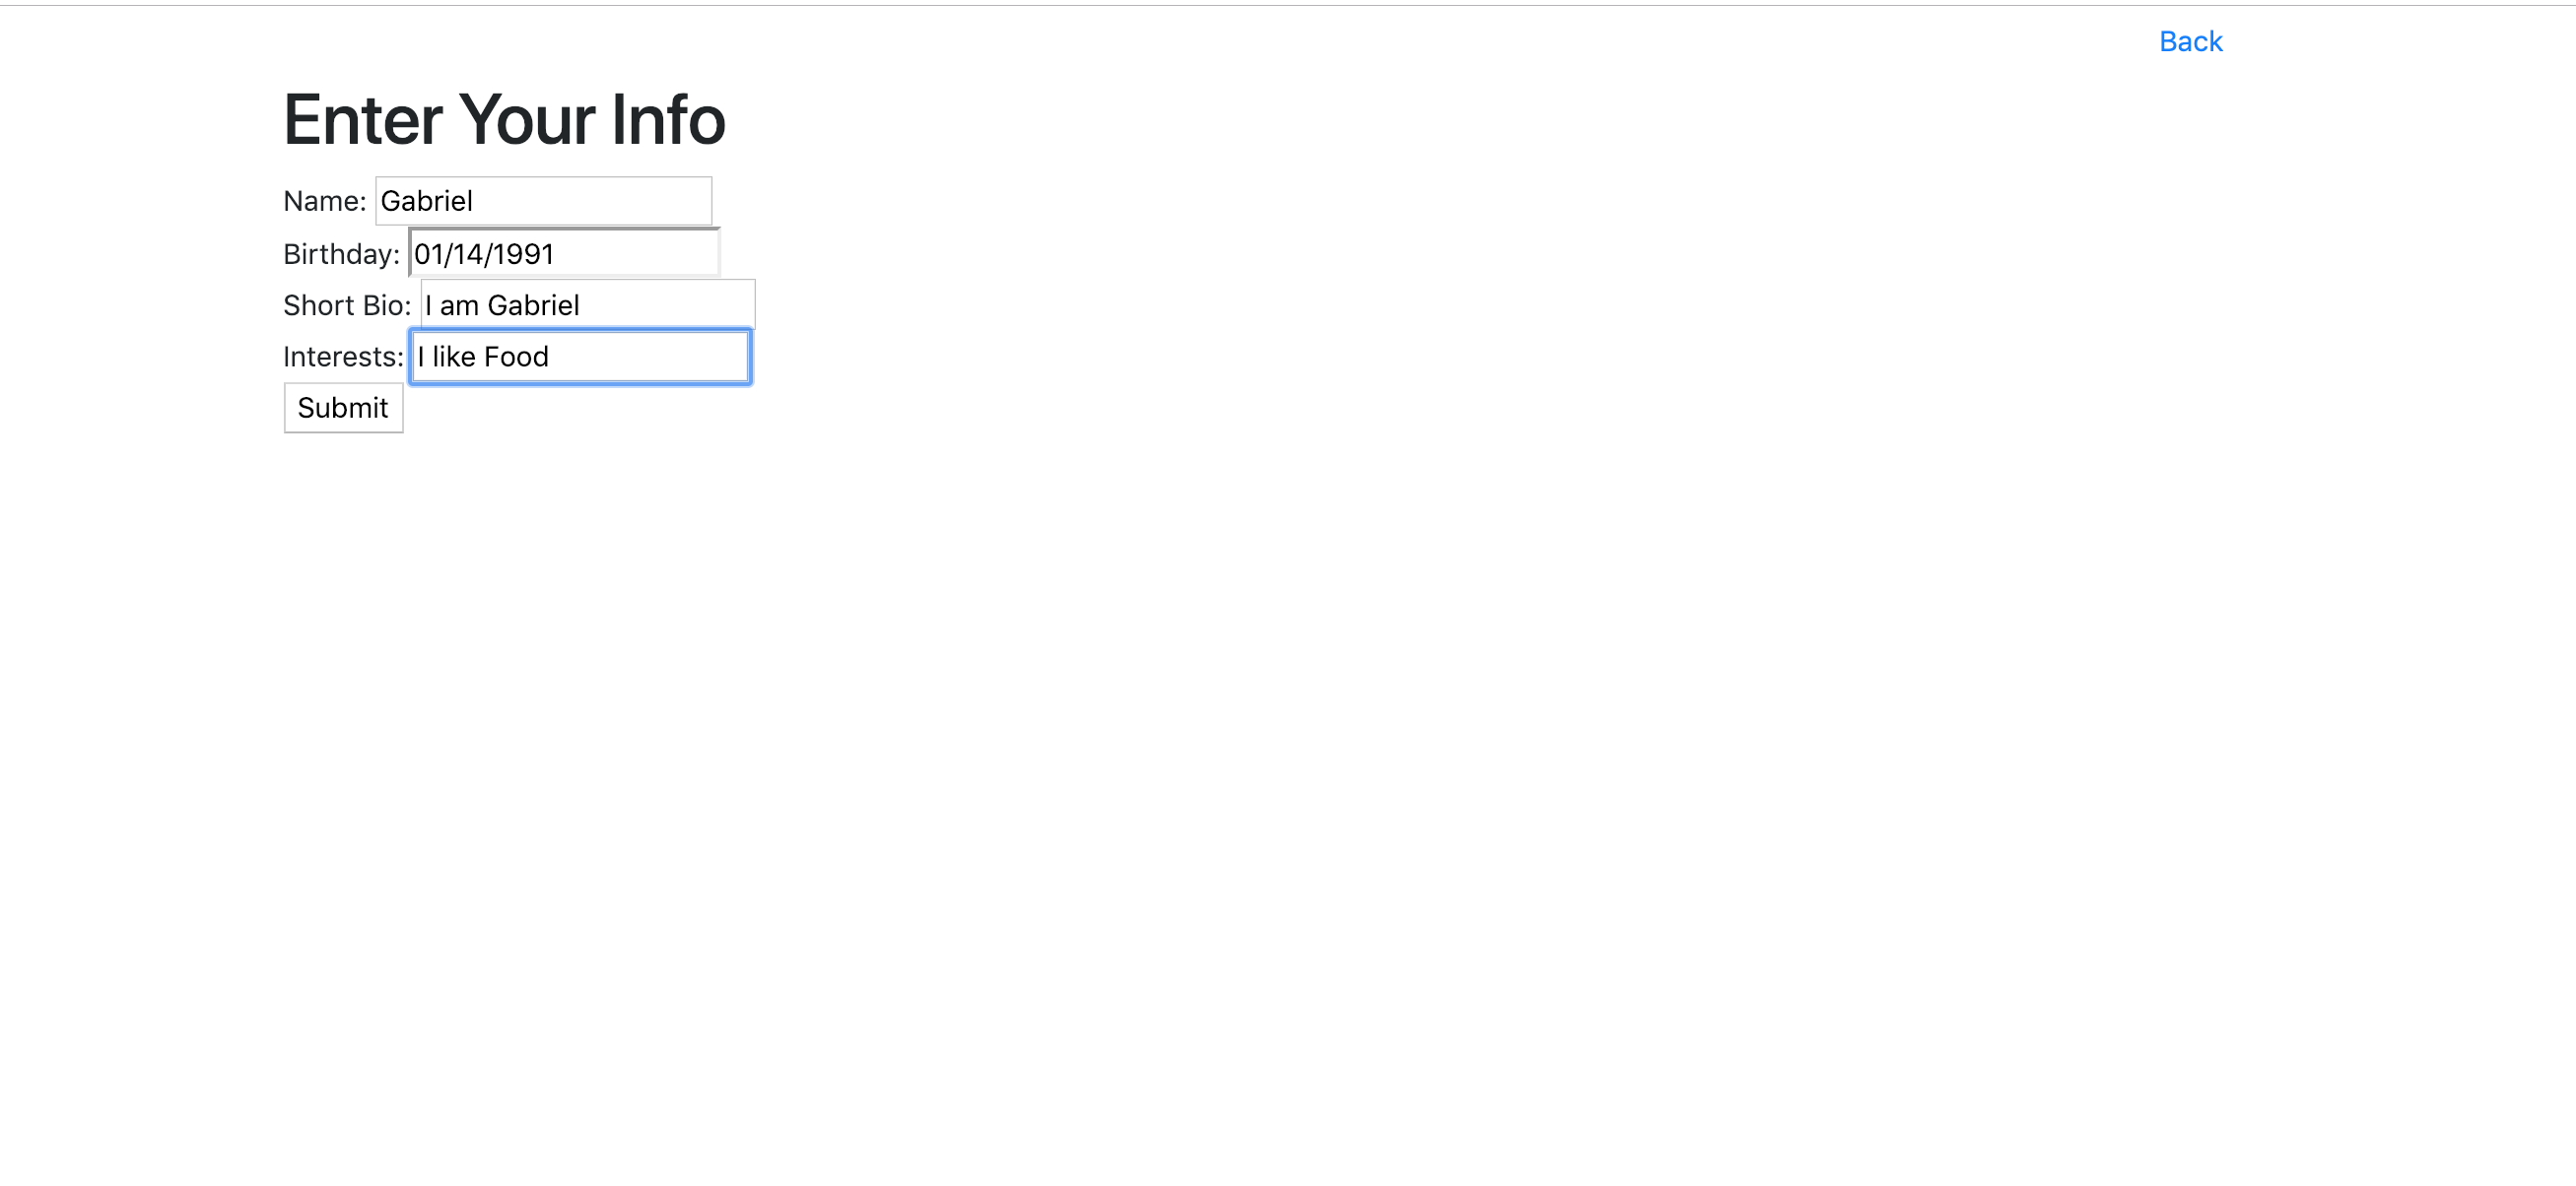 Back
Enter Your Info
Name: Gabriel
Birthday: 01/14/1991
Short Bio: I am Gabriel
Interests: I like Food
Submit